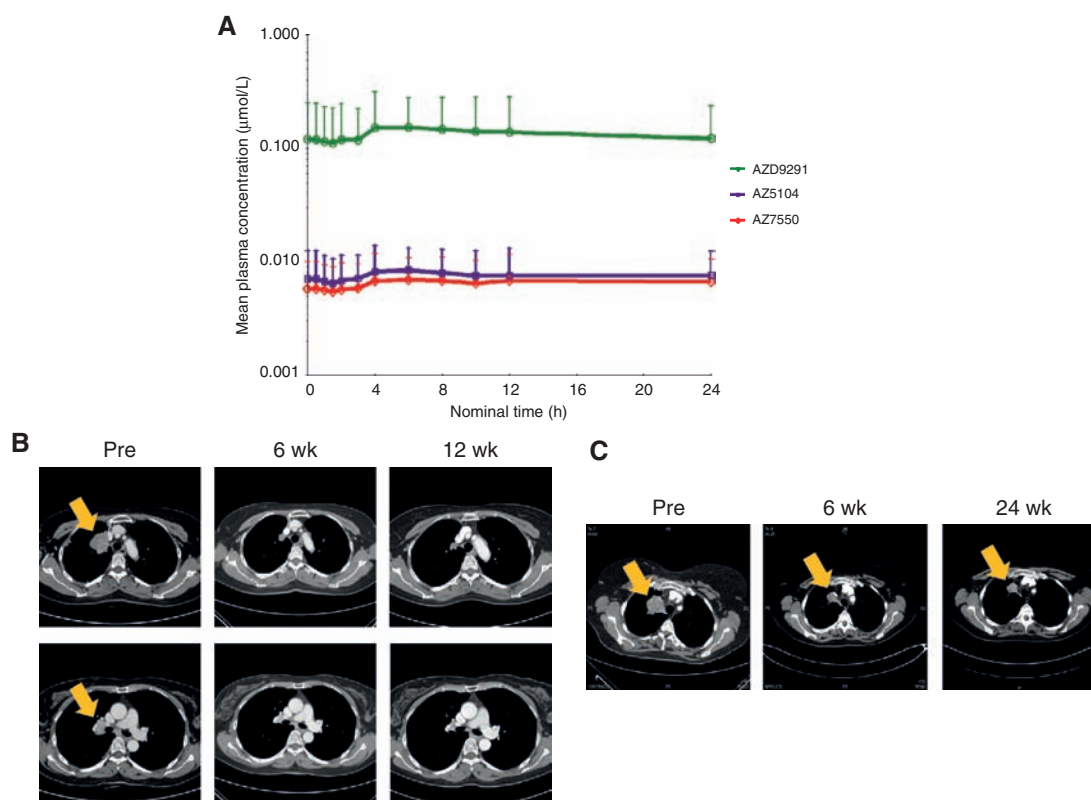 A
Mean plasma concentration (μmol/L)
1.000
0.100
0.010
0.001
0 4 8 12 16 20 24
Nominal time (h)
AZD9291
AZ5104
AZ7550
B
Pre 6 wk 12 wk
C
Pre 6 wk 24 wk